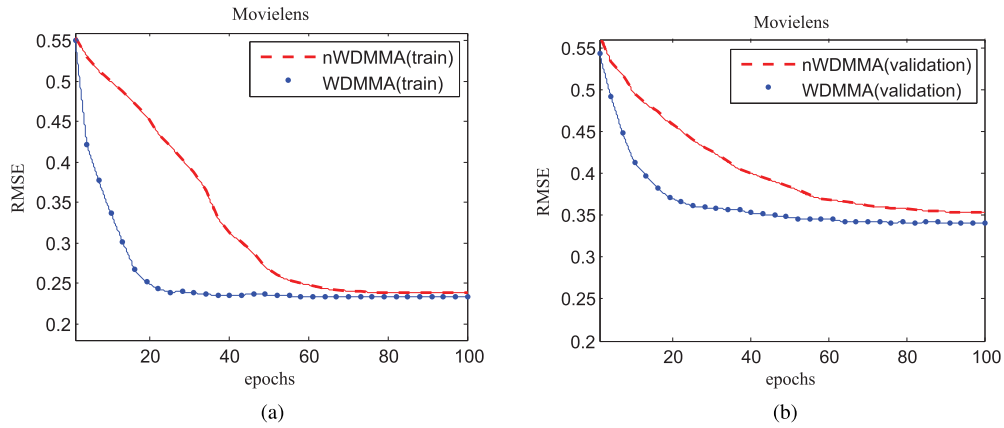 Movielens
RMSE
0.55
0.5
0.45
0.4
0.35
0.3
0.25
0.2
nWDMMA(train)
WDMMA(train)
20 40 60 80 100
epochs
(a)
Movielens
RMSE
0.55
0.5
0.45
0.4
0.35
0.3
0.25
0.2
nWDMMA(validation)
WDMMA(validation)
20 40 60 80 100
epochs
(b)